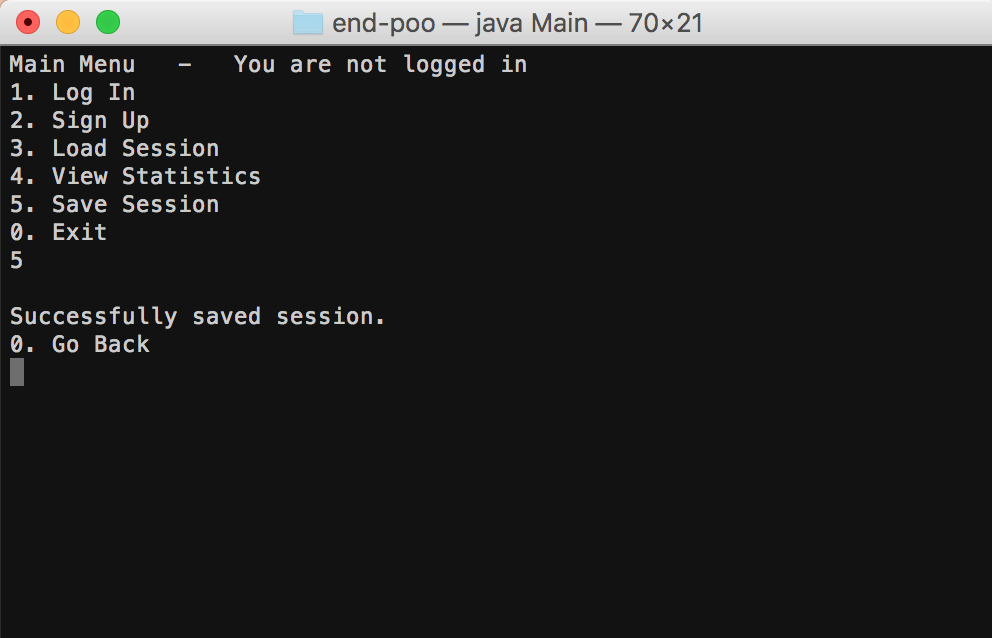 end-poo — java Main — 70×21
Main Menu   -   You are not logged in
1. Log In
2. Sign Up
3. Load Session
4. View Statistics
5. Save Session
0. Exit
5
Successfully saved session.
0. Go Back